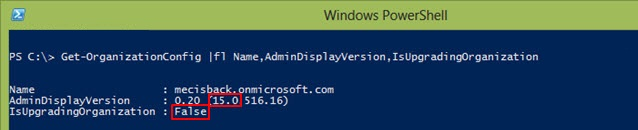 Windows PowerShell
PS C:\> Get-OrganizationConfig |fl Name,AdminDisplayVersion,IsUpgradingOrganization
Name : mecisback.onmicrosoft.com
AdminDisplayVersion : 0.20 (15.0.516.16)
IsUpgradingOrganization : False